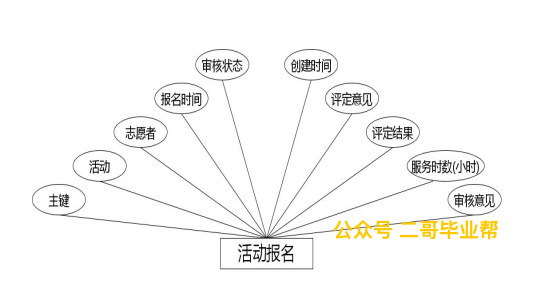 审核状态
创建时间
报名时间
评定意见
志愿者
评定结果
活动
服务时数(小时)
主键
审核意见
公众号 二哥毕业帮
活动报名